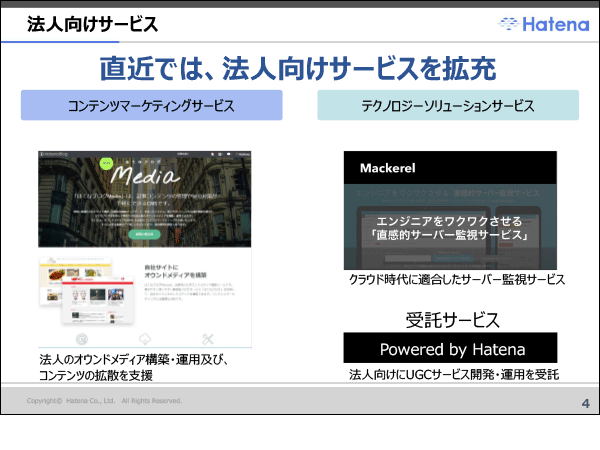 法人向けサービス
Hatena
直近では、法人向けサービスを拡充
コンテンツマーケティングサービス
テクノロジーソリューションサービス
Media
自社サイトに
オウンドメディアを構築
法人のオウンドメディア構築・運用及び、
コンテンツの拡散を支援
Mackerel
エンジニアをワクワクさせる
「直感的サーバー監視サービス」
クラウド時代に適合したサーバー監視サービス
受託サービス
Powered by Hatena
法人向けにUGCサービス開発・運用を受託
Copyright© Hatena Co., Ltd. All Rights Reserved.
4